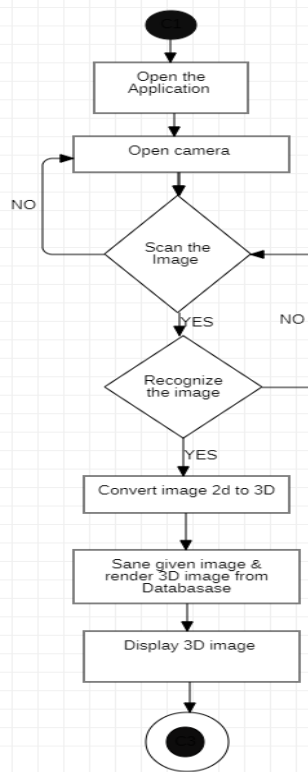 Open the
Application
Open camera
NO
Scan the
Image
YES
NO
Recognize
the image
YES
Convert image 2d to 3D
Sane given image &
render 3D image from
Databasase
Display 3D image